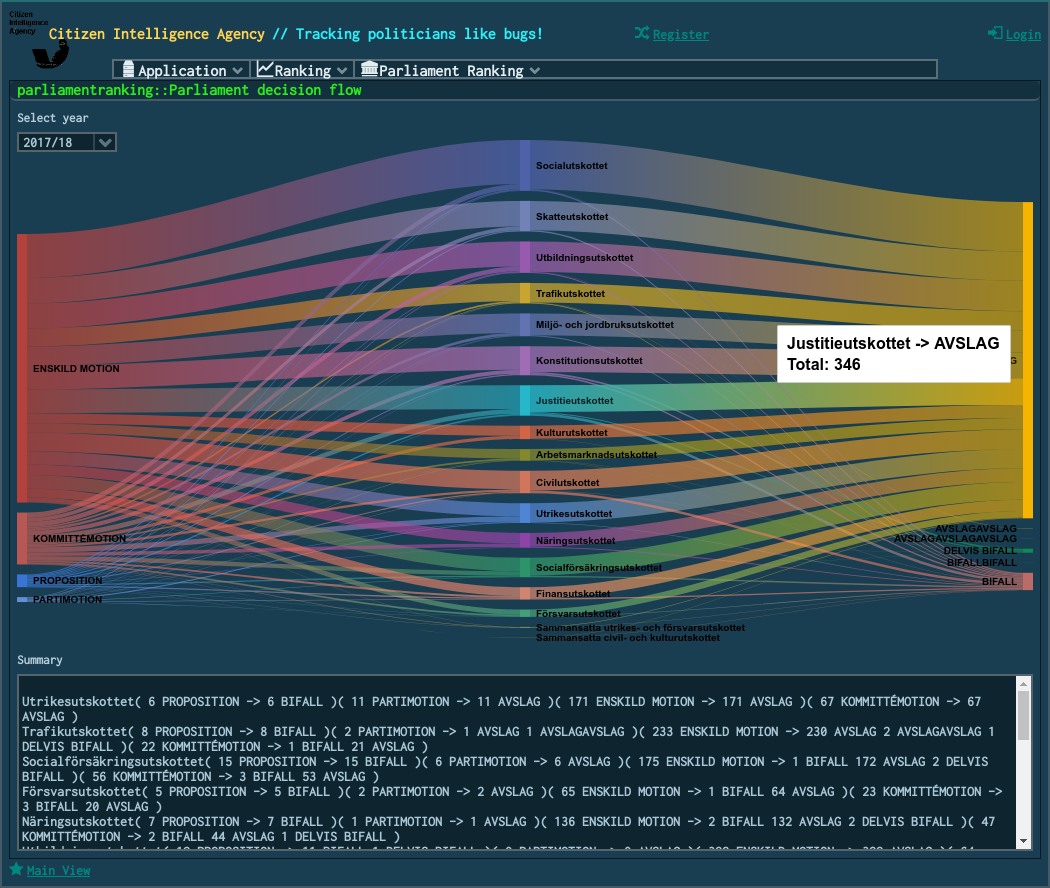 Citizen
Intelligence
Agency
Citizen Intelligence Agency // Tracking politicians like bugs!
Register
Login
Application
Ranking
Parliament Ranking
parliamentranking::Parliament decision flow
Select year
2017/18
Socialutskottet
Skatteutskottet
Utbildningsutskottet
Trafikutskottet
Miljö- och jordbruksutskottet
Justitieutskottet -> AVSLAG
Total: 346
Konstitutionsutskottet
ENSKILD MOTION
Justitieutskottet
Kulturutskottet
Arbetsmarknadsutskottet
Civilutskottet
Utrikesutskottet
AVSLAGAVSLAG
KOMMITTÉMOTION
Näringsutskottet
AVSLAGAVSLAGAVSLAG
DELVIS BIFALL
BIFALLBIFALL
Socialförsäkringsutskottet
PROPOSITION
BIFALL
Finansutskottet
PARTIMOTION
Försvarsutskottet
Sammansatta utrikes- och försvarsutskottet
Sammansatta civil- och kulturutskottet
Summary
Utrikesutskottet( 6 PROPOSITION -> 6 BIFALL )( 11 PARTIMOTION -> 11 AVSLAG )( 171 ENSKILD MOTION -> 171 AVSLAG )( 67 KOMMITTÉMOTION -> 67
AVSLAG )
Trafikutskottet( 8 PROPOSITION -> 8 BIFALL )( 2 PARTIMOTION -> 1 AVSLAG 1 AVSLAGAVSLAG )( 233 ENSKILD MOTION -> 230 AVSLAG 2 AVSLAGAVSLAG 1
DELVIS BIFALL )( 22 KOMMITTÉMOTION -> 1 BIFALL 21 AVSLAG )
Socialförsäkringsutskottet( 15 PROPOSITION -> 15 BIFALL )( 6 PARTIMOTION -> 6 AVSLAG )( 175 ENSKILD MOTION -> 1 BIFALL 172 AVSLAG 2 DELVIS
BIFALL )( 56 KOMMITTÉMOTION -> 3 BIFALL 53 AVSLAG )
Försvarsutskottet( 5 PROPOSITION -> 5 BIFALL )( 2 PARTIMOTION -> 2 AVSLAG )( 65 ENSKILD MOTION -> 1 BIFALL 64 AVSLAG )( 23 KOMMITTÉMOTION ->
3 BIFALL 20 AVSLAG )
Näringsutskottet( 7 PROPOSITION -> 7 BIFALL )( 1 PARTIMOTION -> 1 AVSLAG )( 136 ENSKILD MOTION -> 2 BIFALL 132 AVSLAG 2 DELVIS BIFALL )( 47
KOMMITTÉMOTION -> 2 BIFALL 44 AVSLAG 1 DELVIS BIFALL )
Main View